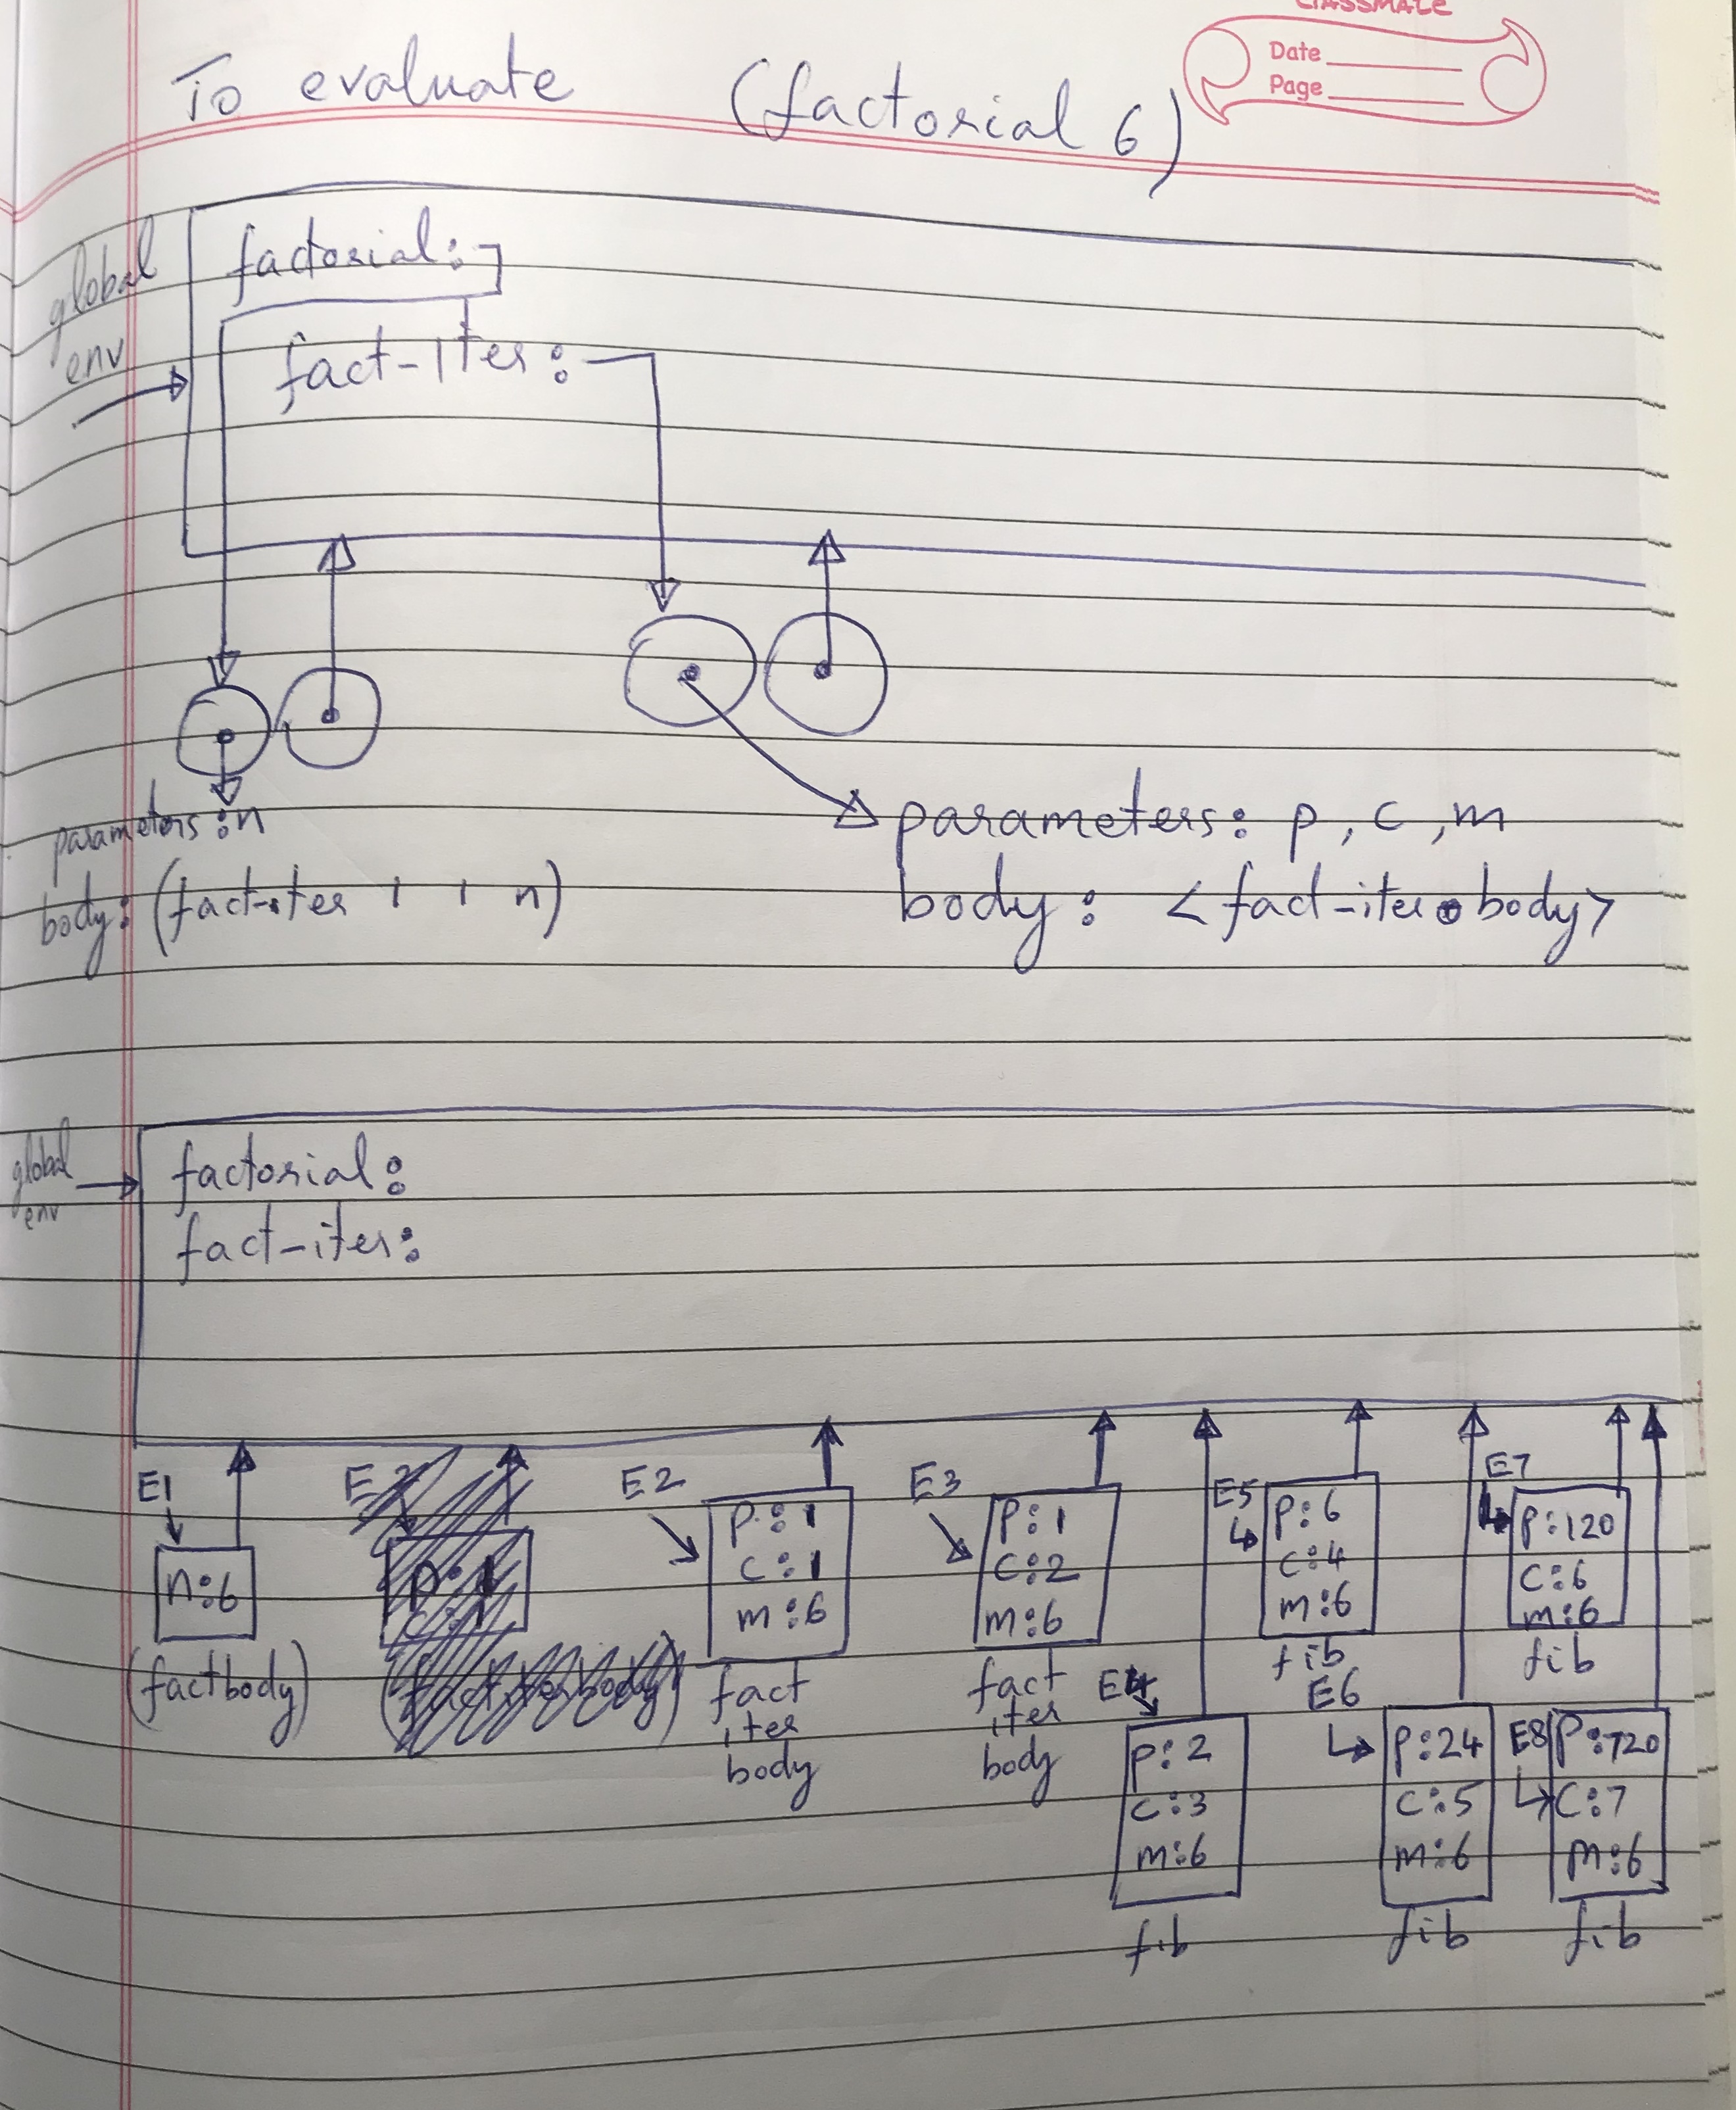 classmate
Date
Page
To evaluate (factorial 6)
global
env
factorial:
fact-iter:
parameters: n
body: (fact-iter 1 1 n)
parameters: p, c, m
body: <fact-iter body>
global
env
factorial:
fact-iter:
E1
n:6
(factbody)
E2
p:1
c:1
m:6
fact
iter
body
E3
p:1
c:2
m:6
fact
iter
body
E4
p:2
c:3
m:6
fib
E5
p:6
c:4
m:6
fib
E6
p:24
c:5
m:6
fib
E7
p:120
c:6
m:6
fib
E8
p:720
c:7
m:6
fib